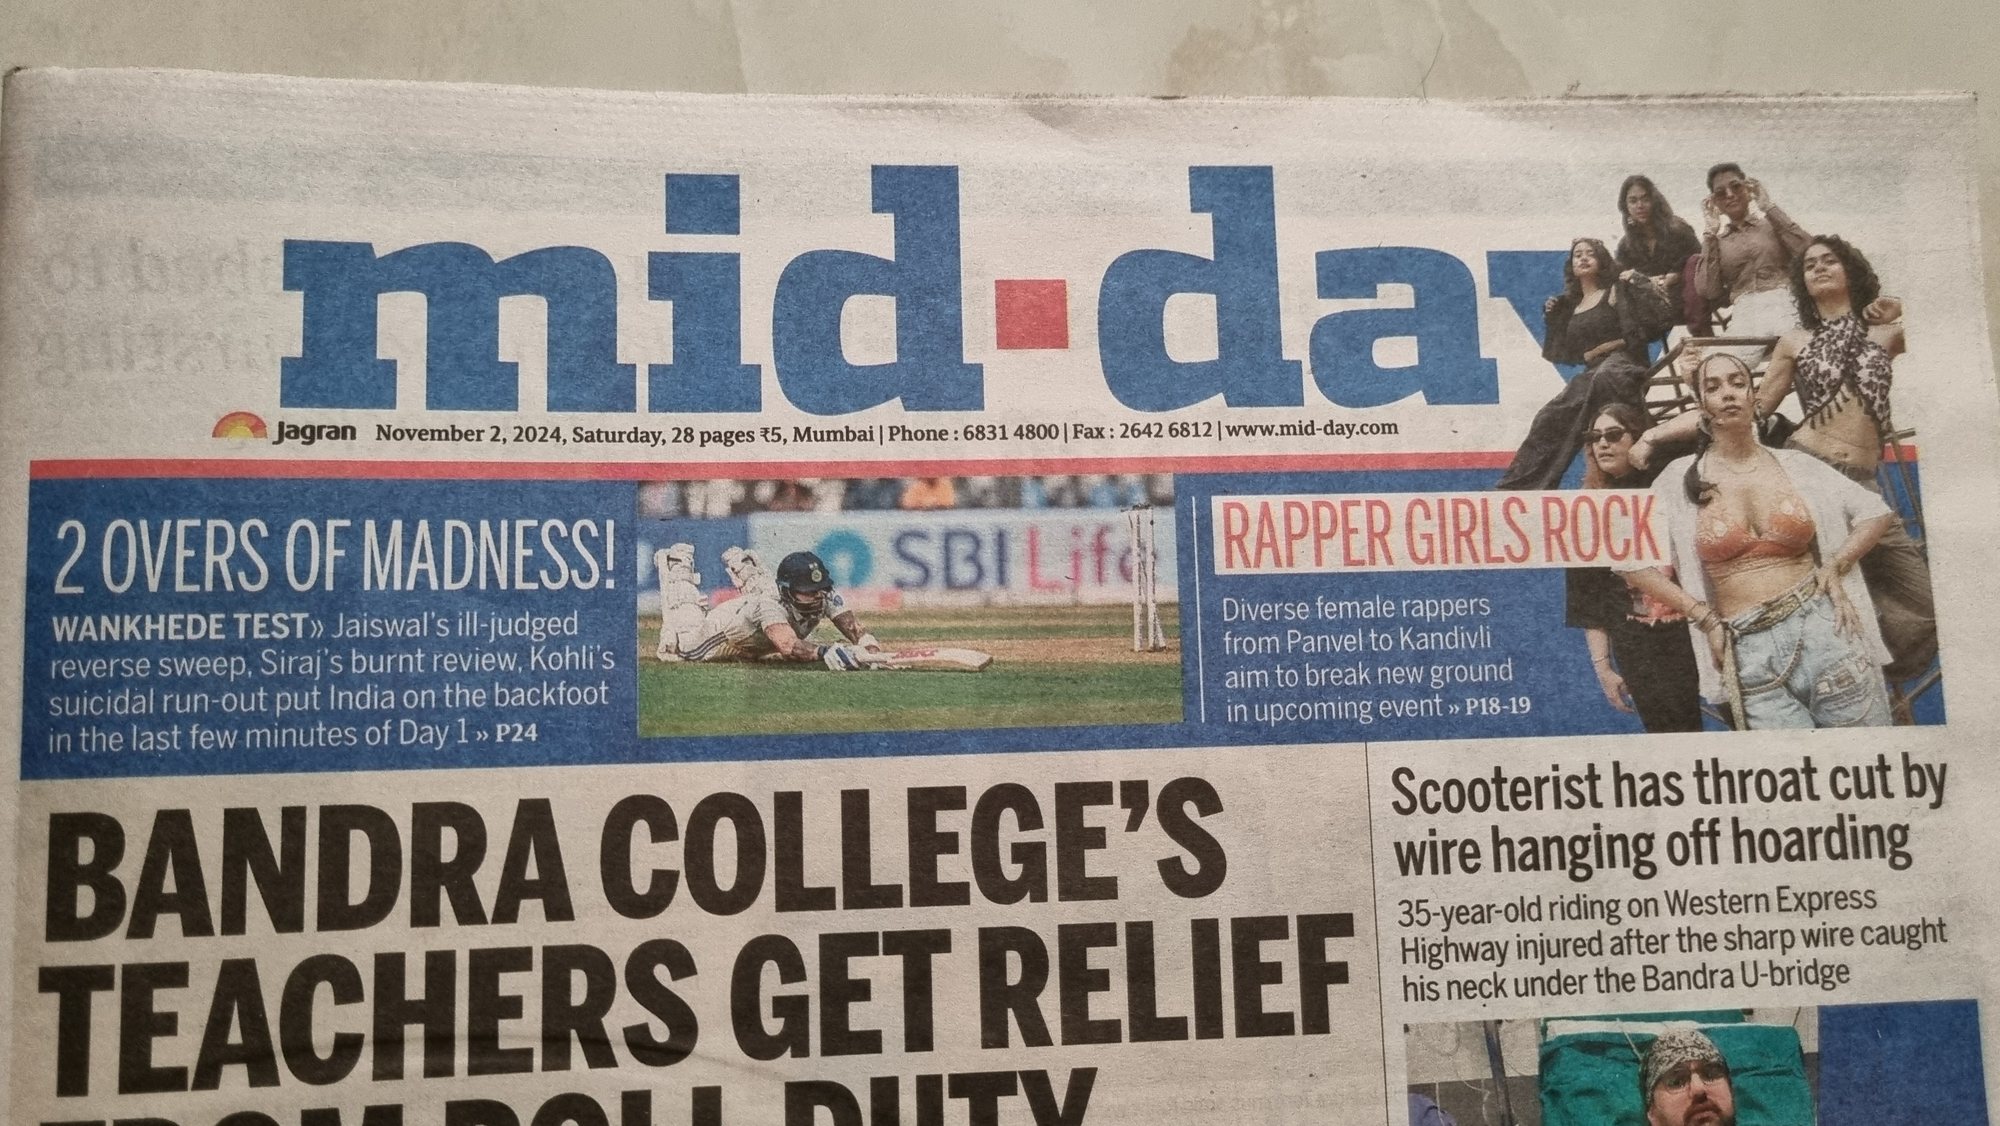 mid-day
Jagran November 2, 2024, Saturday, 28 pages ₹5, Mumbai | Phone : 6831 4800 | Fax : 2642 6812 | www.mid-day.com
2 OVERS OF MADNESS!
WANKHEDE TEST» Jaiswal's ill-judged
reverse sweep, Siraj's burnt review, Kohli's
suicidal run-out put India on the backfoot
in the last few minutes of Day 1 » P24
SBI Life
RAPPER GIRLS ROCK
Diverse female rappers
from Panvel to Kandivli
aim to break new ground
in upcoming event » P18-19
BANDRA COLLEGE'S
TEACHERS GET RELIEF
FROM POLL DUTY
Scooterist has throat cut by
wire hanging off hoarding
35-year-old riding on Western Express
Highway injured after the sharp wire caught
his neck under the Bandra U-bridge